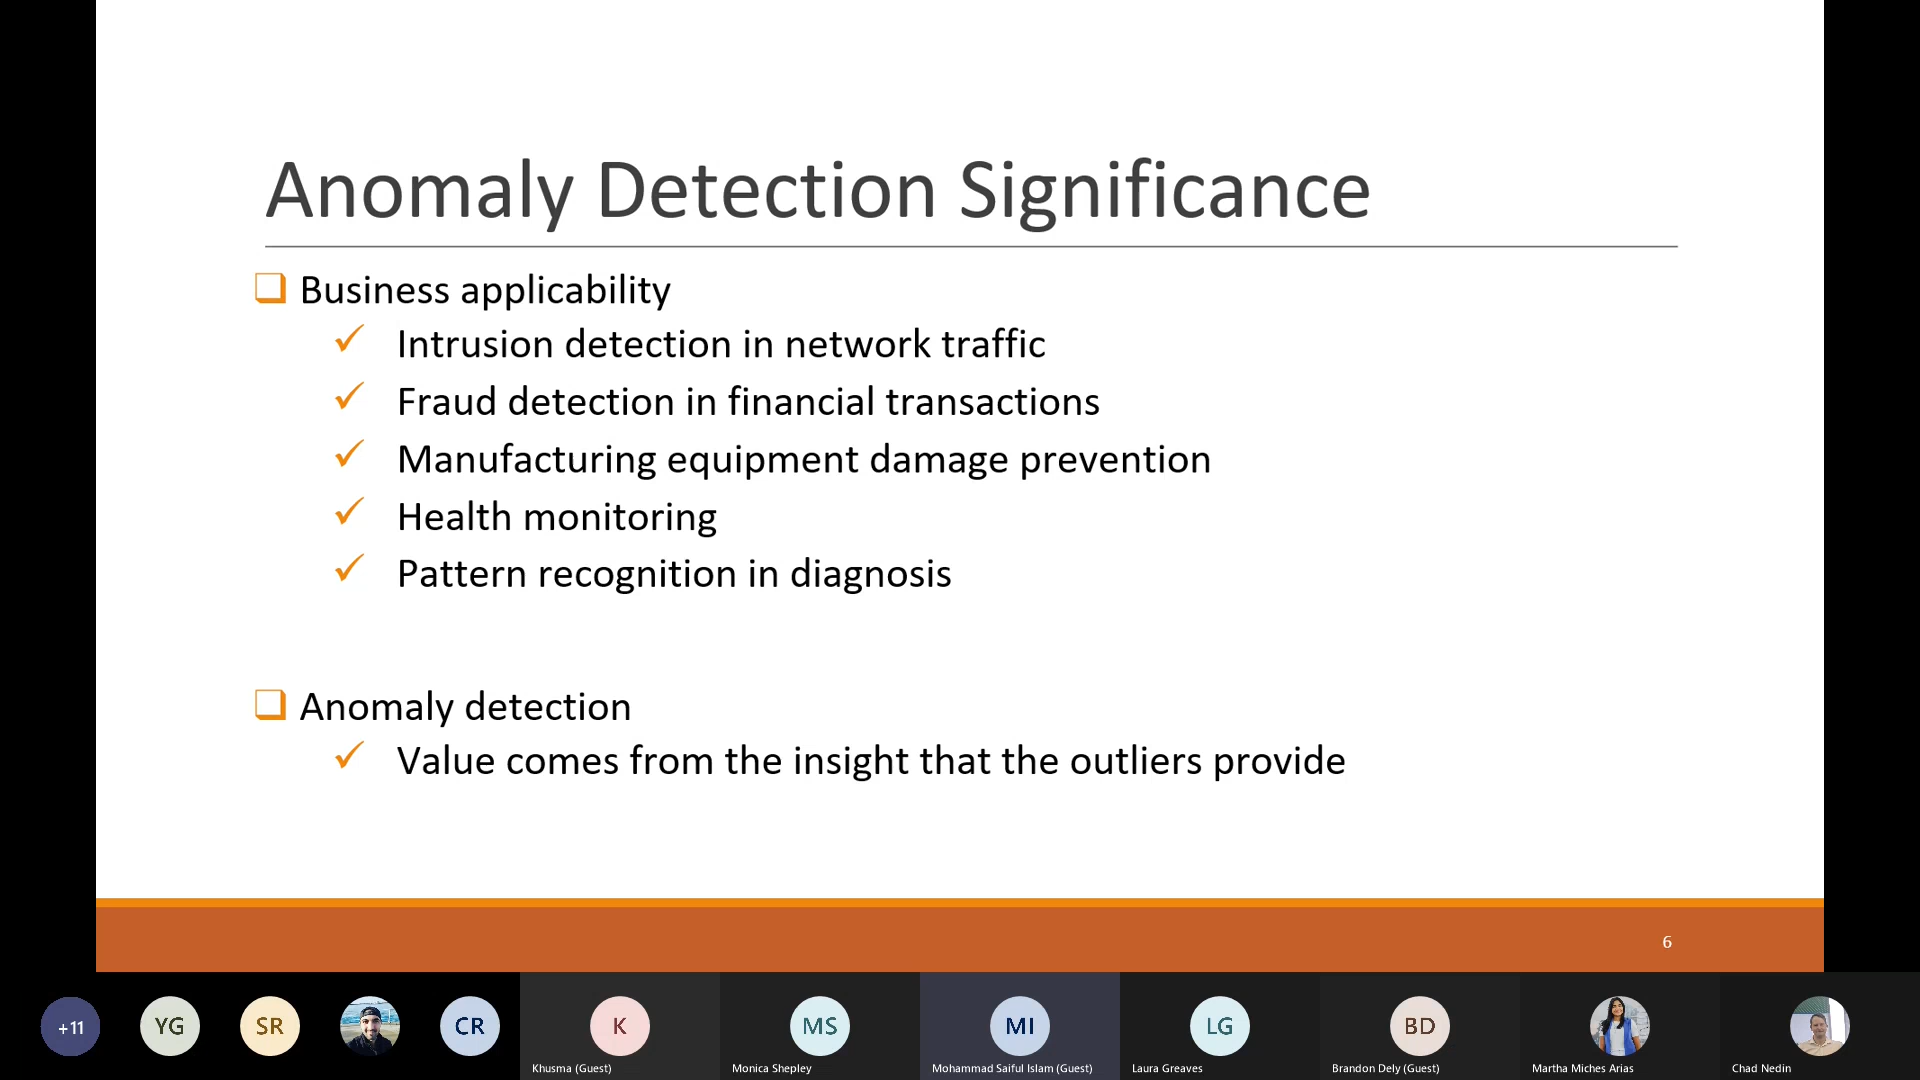 Anomaly Detection Significance
Business applicability
Intrusion detection in network traffic
Fraud detection in financial transactions
Manufacturing equipment damage prevention
Health monitoring
Pattern recognition in diagnosis
Anomaly detection
Value comes from the insight that the outliers provide
6
+11
YG
SR
CR
K
MS
MI
LG
BD
Khusma (Guest)
Monica Shepley
Mohammad Saiful Islam (Guest)
Laura Greaves
Brandon Dely (Guest)
Martha Miches Arias
Chad Nedin